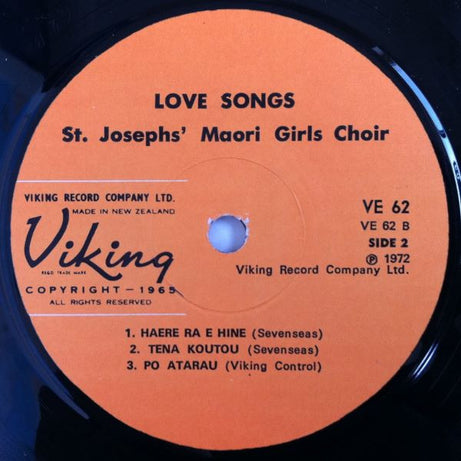 LOVE SONGS
St. Josephs' Maori Girls Choir
VIKING RECORD COMPANY LTD.
MADE IN NEW ZEALAND
Viking
REGD TRADE MARK
COPYRIGHT - 1965
ALL RIGHTS RESERVED
VE 62
VE 62 B
SIDE 2
℗ 1972
Viking Record Company Ltd.
1. HAERE RA E HINE (Sevenseas)
2. TENA KOUTOU (Sevenseas)
3. PO ATARAU (Viking Control)